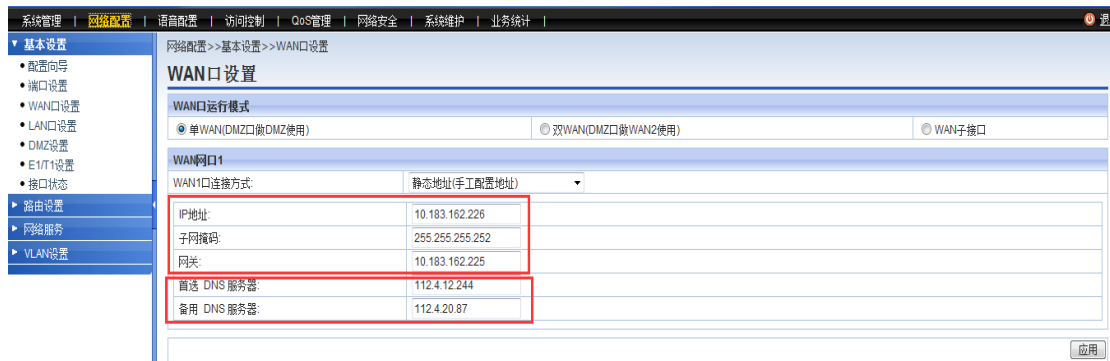 系统管理 | 网络配置 | 语音配置 | 访问控制 | QoS管理 | 网络安全 | 系统维护 | 业务统计 |
退
基本设置
配置向导
端口设置
WAN口设置
LAN口设置
DMZ设置
E1/T1设置
接口状态
路由设置
网络服务
VLAN设置
网络配置>>基本设置>>WAN口设置
WAN口设置
WAN口运行模式
单WAN(DMZ口做DMZ使用) 双WAN(DMZ口做WAN2使用) WAN子接口
WAN网口1
WAN1口连接方式: 静态地址(手工配置地址)
IP地址: 10.183.162.226
子网掩码: 255.255.255.252
网关: 10.183.162.225
首选 DNS 服务器: 112.4.12.244
备用 DNS 服务器: 112.4.20.87
应用